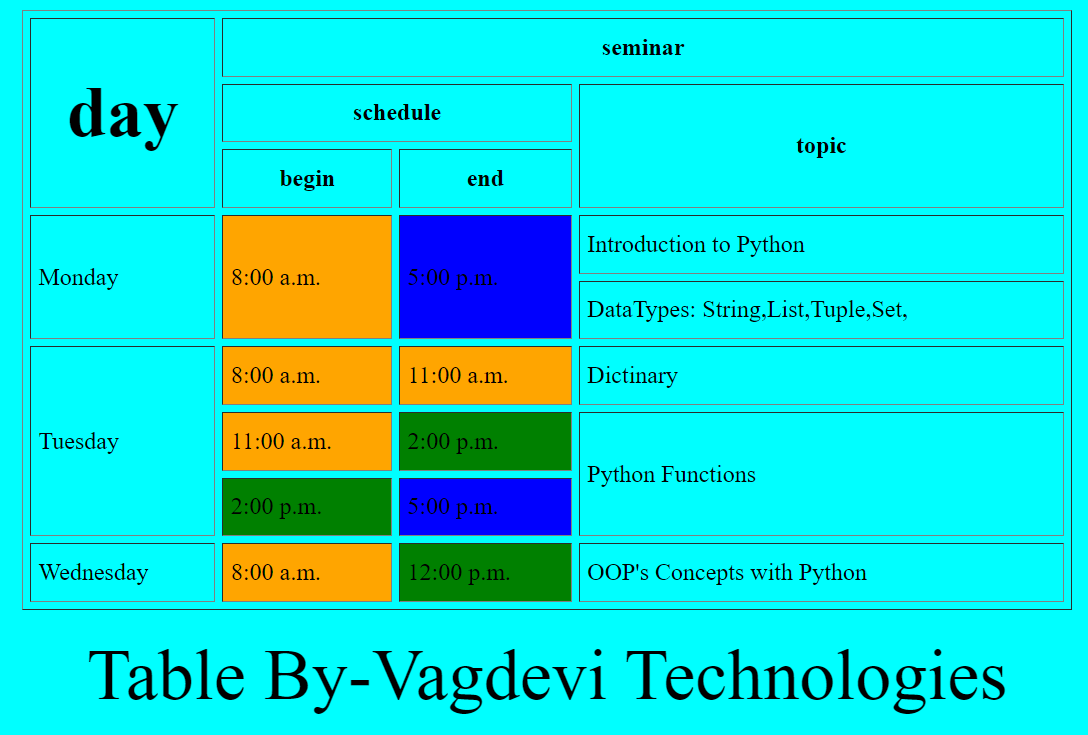 day
seminar
schedule
topic
begin
end
Monday
8:00 a.m.
5:00 p.m.
Introduction to Python
DataTypes: String,List,Tuple,Set,
Tuesday
8:00 a.m.
11:00 a.m.
Dictinary
11:00 a.m.
2:00 p.m.
Python Functions
2:00 p.m.
5:00 p.m.
Wednesday
8:00 a.m.
12:00 p.m.
OOP's Concepts with Python
Table By-Vagdevi Technologies